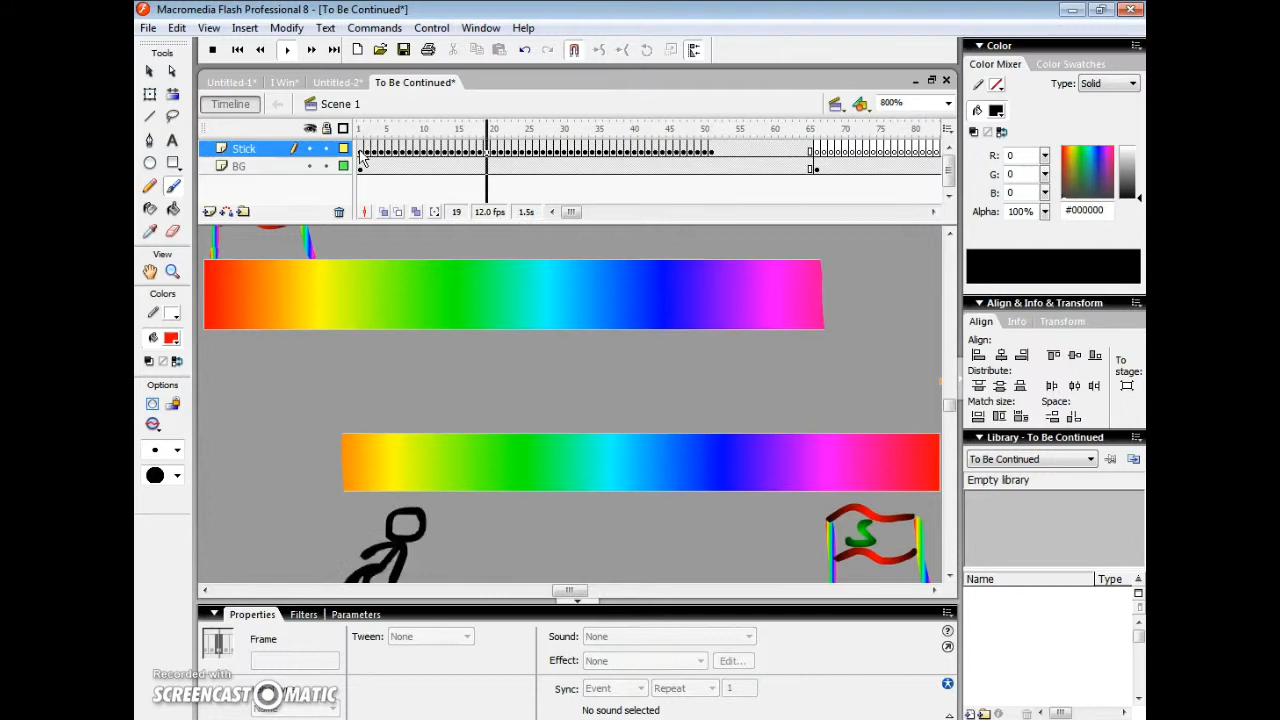 Macromedia Flash Professional 8 - [To Be Continued*]
File Edit View Insert Modify Text Commands Control Window Help
Tools
View
Colors
Options
Untitled-1* I Win* Untitled-2* To Be Continued*
Timeline Scene 1 800%
1 5 10 15 20 25 30 35 40 45 50 55 60 65 70 75 80
Stick
BG
19 12.0 fps 1.5s
S
Properties Filters Parameters
Frame Tween: None Sound: None
Effect: None Edit...
Sync: Event Repeat 1
No sound selected
Recorded with
SCREENCAST-O-MATIC
Color
Color Mixer Color Swatches
Type: Solid
R: 0
G: 0
B: 0
Alpha: 100% #000000
Align & Info & Transform
Align Info Transform
Align:
Distribute:
Match size: Space:
To stage:
Library - To Be Continued
To Be Continued
Empty library
Name Type